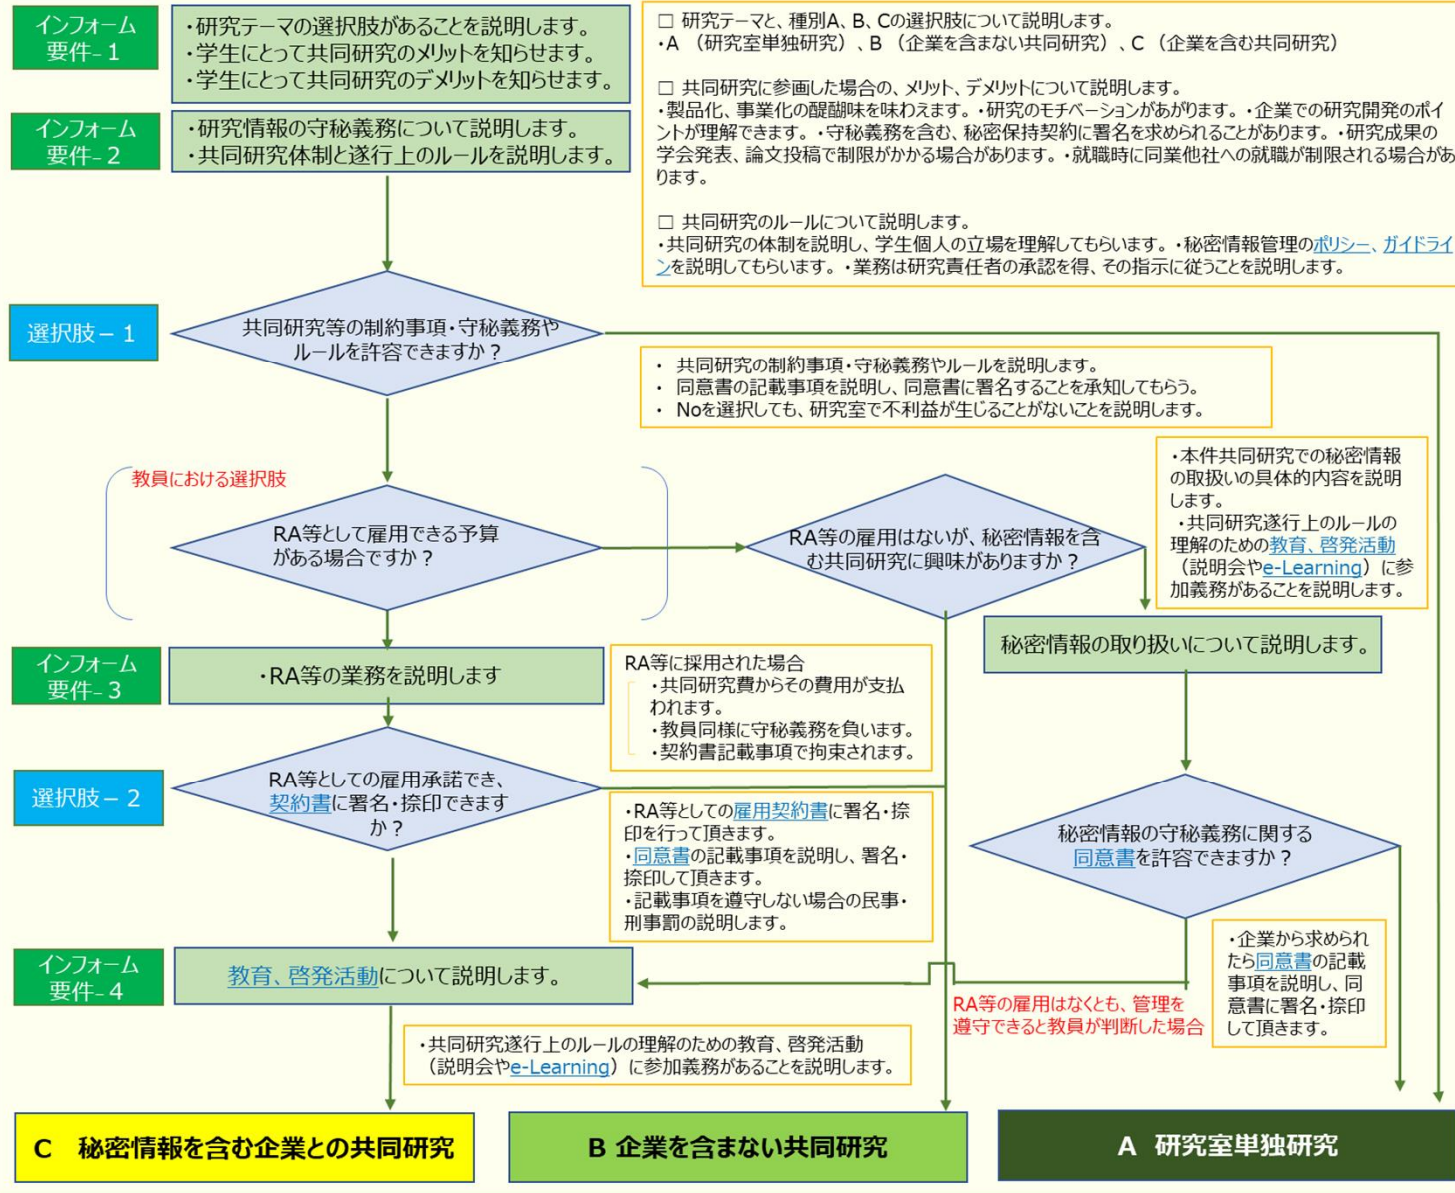 インフォーム
要件-１
・研究テーマの選択肢があることを説明します。
・学生にとって共同研究のメリットを知らせます。
・学生にとって共同研究のデメリットを知らせます。
□ 研究テーマと、種別A、B、Cの選択肢について説明します。
・A （研究室単独研究）、B （企業を含まない共同研究）、C （企業を含む共同研究）
□ 共同研究に参画した場合の、メリット、デメリットについて説明します。
・製品化、事業化の醍醐味を味わえます。・研究のモチベーションがあがります。・企業での研究開発のポイ
ントが理解できます。・守秘義務を含む、秘密保持契約に署名を求められることがあります。・研究成果の
学会発表、論文投稿で制限がかかる場合があります。・就職時に同業他社への就職が制限される場合があ
ります。
□ 共同研究のルールについて説明します。
・共同研究の体制を説明し、学生個人の立場を理解してもらいます。・秘密情報管理のポリシー、ガイドライ
ンを説明してもらいます。・業務は研究責任者の承認を得、その指示に従うことを説明します。
インフォーム
要件-２
・研究情報の守秘義務について説明します。
・共同研究体制と遂行上のルールを説明します。
選択肢－１
共同研究等の制約事項・守秘義務や
ルールを許容できますか？
・ 共同研究の制約事項・守秘義務やルールを説明します。
・ 同意書の記載事項を説明し、同意書に署名することを承知してもらう。
・ Noを選択しても、研究室で不利益が生じることがないことを説明します。
教員における選択肢
RA等として雇用できる予算
がある場合ですか？
RA等の雇用はないが、秘密情報を含
む共同研究に興味がありますか？
・本件共同研究での秘密情報
の取扱いの具体的内容を説明
します。
・共同研究遂行上のルールの
理解のための教育、啓発活動
（説明会やe-Learning）に参
加義務があることを説明します。
秘密情報の取り扱いについて説明します。
インフォーム
要件-３
・RA等の業務を説明します
RA等に採用された場合
・共同研究費からその費用が支払
われます。
・教員同様に守秘義務を負います。
・契約書記載事項で拘束されます。
選択肢－２
RA等としての雇用承諾でき、
契約書に署名・捺印できます
か？
・RA等としての雇用契約書に署名・捺
印を行って頂きます。
・同意書の記載事項を説明し、署名・
捺印して頂きます。
・記載事項を遵守しない場合の民事・
刑事罰の説明します。
秘密情報の守秘義務に関する
同意書を許容できますか？
・企業から求められ
たら同意書の記載
事項を説明し、同
意書に署名・捺印
して頂きます。
インフォーム
要件-４
教育、啓発活動について説明します。
RA等の雇用はなくとも、管理を
遵守できると教員が判断した場合
・共同研究遂行上のルールの理解のための教育、啓発活動
（説明会やe-Learning）に参加義務があることを説明します。
C　秘密情報を含む企業との共同研究
B 企業を含まない共同研究
A　研究室単独研究